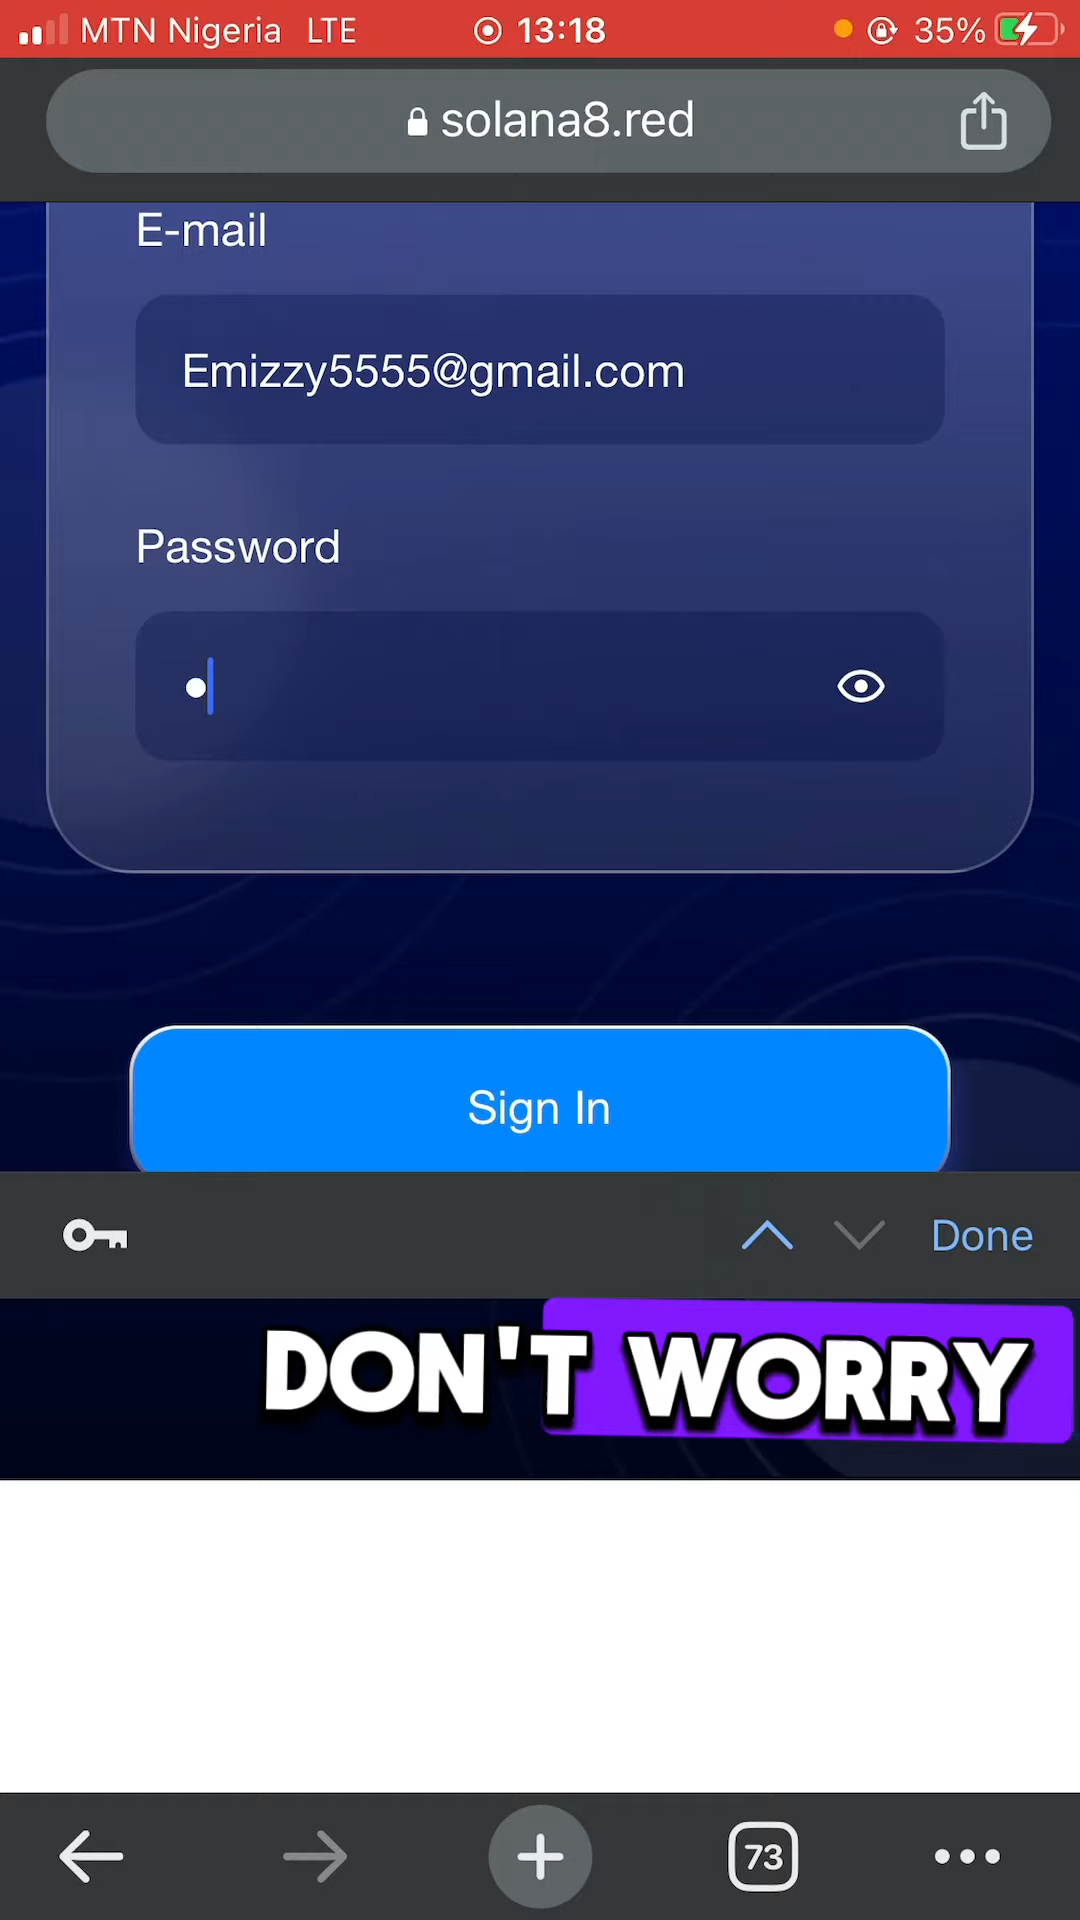 MTN Nigeria LTE 13:18 35%
solana8.red
E-mail
Emizzy5555@gmail.com
Password
Sign In
Done
DON'T WORRY
73